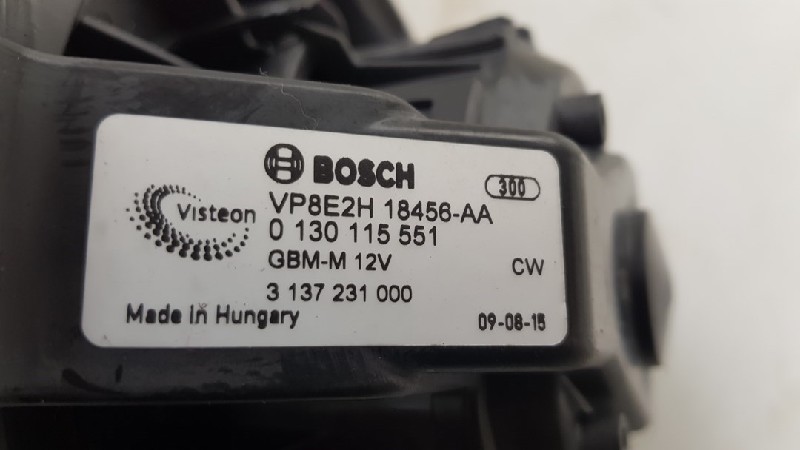 BOSCH
300
Visteon
VP8E2H 18456-AA
0 130 115 551
GBM-M 12V
CW
3 137 231 000
Made in Hungary
09-08-15